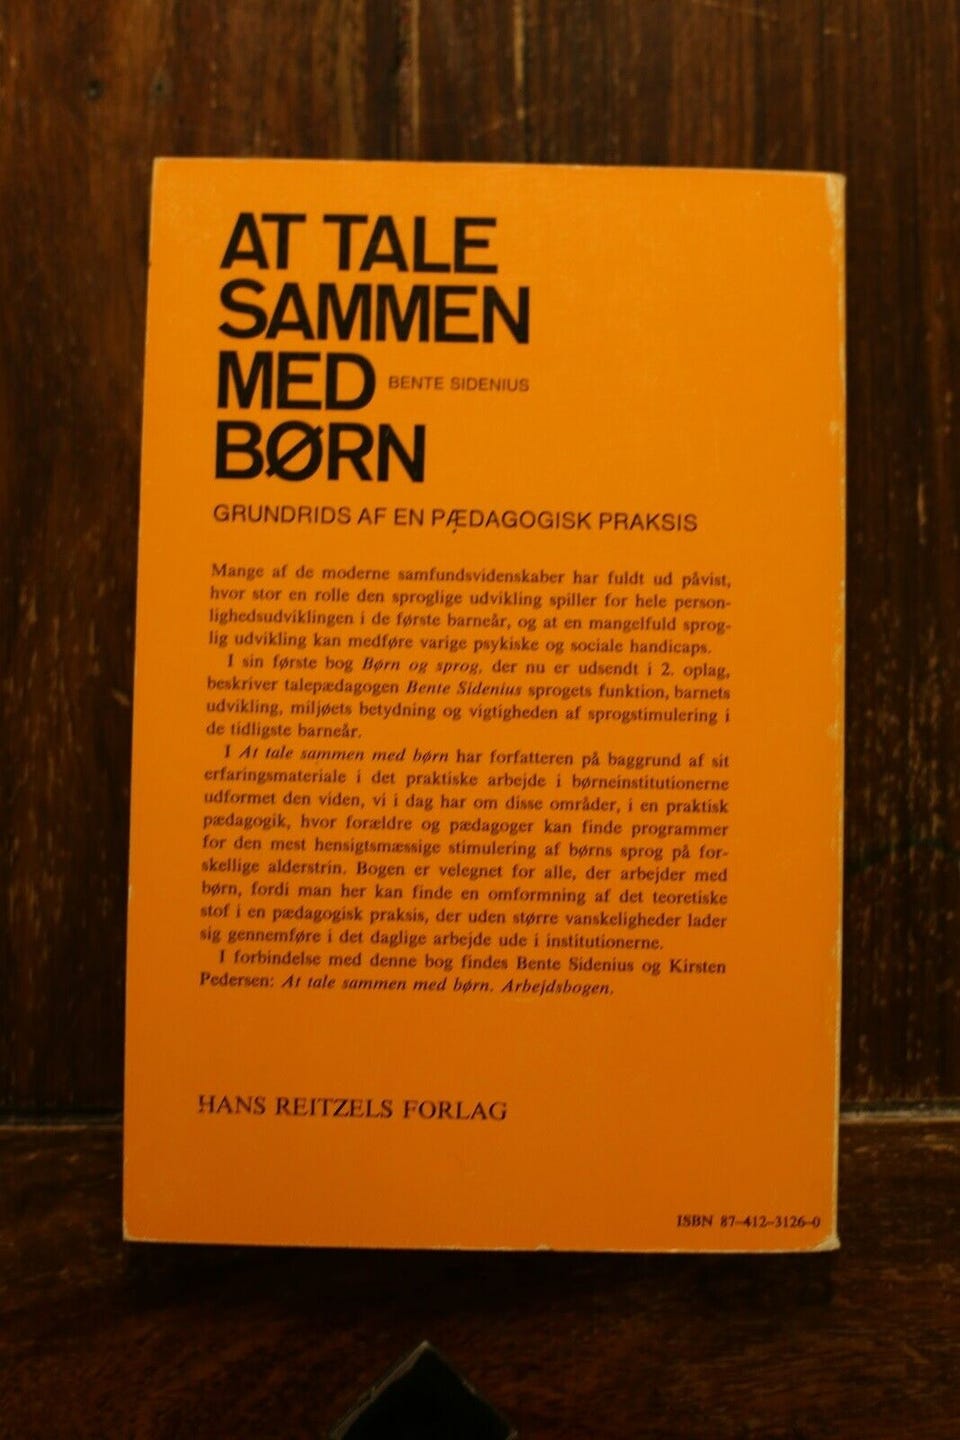 AT TALE
SAMMEN
MED BENTE SIDENIUS
BØRN
GRUNDRIDS AF EN PÆDAGOGISK PRAKSIS
Mange af de moderne samfundsvidenskaber har fuldt ud påvist,
hvor stor en rolle den sproglige udvikling spiller for hele person-
lighedsudviklingen i de første barneår, og at en mangelfuld sprog-
lig udvikling kan medføre varige psykiske og sociale handicaps.
I sin første bog Børn og sprog, der nu er udsendt i 2. oplag,
beskriver talepædagogen Bente Sidenius sprogets funktion, barnets
udvikling, miljøets betydning og vigtigheden af sprogstimulering i
de tidligste barneår.
I At tale sammen med børn har forfatteren på baggrund af sit
erfaringsmateriale i det praktiske arbejde i børneinstitutionerne
udformet den viden, vi i dag har om disse områder, i en praktisk
pædagogik, hvor forældre og pædagoger kan finde programmer
for den mest hensigtsmæssige stimulering af børns sprog på for-
skellige alderstrin. Bogen er velegnet for alle, der arbejder med
børn, fordi man her kan finde en omformning af det teoretiske
stof i en pædagogisk praksis, der uden større vanskeligheder lader
sig gennemføre i det daglige arbejde ude i institutionerne.
I forbindelse med denne bog findes Bente Sidenius og Kirsten
Pedersen: At tale sammen med børn. Arbejdsbogen.
HANS REITZELS FORLAG
ISBN 87-412-3126-0